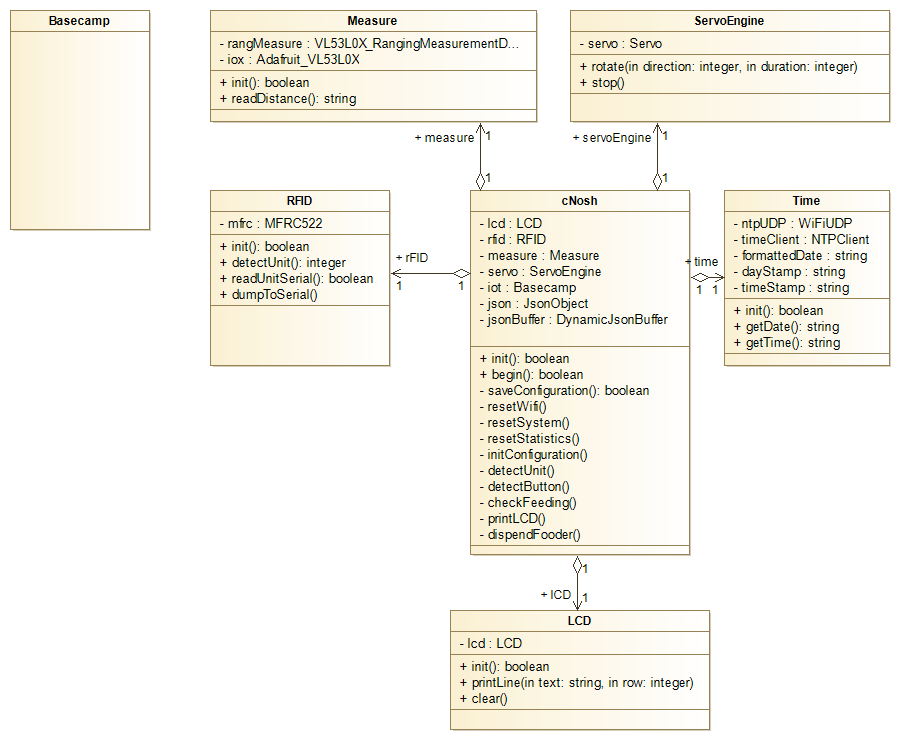 Basecamp
Measure
- rangMeasure : VL53L0X_RangingMeasurementD...
- iox : Adafruit_VL53L0X
+ init(): boolean
+ readDistance(): string
ServoEngine
- servo : Servo
+ rotate(in direction: integer, in duration: integer)
+ stop()
+ measure
1
1
+ servoEngine
1
1
RFID
- mfrc : MFRC522
+ init(): boolean
+ detectUnit(): integer
+ readUnitSerial(): boolean
+ dumpToSerial()
+ rFID
1
1
cNosh
- lcd : LCD
- rfid : RFID
- measure : Measure
- servo : ServoEngine
- iot : Basecamp
- json : JsonObject
- jsonBuffer : DynamicJsonBuffer
+ init(): boolean
+ begin(): boolean
- saveConfiguration(): boolean
- resetWifi()
- resetSystem()
- resetStatistics()
- initConfiguration()
- detectUnit()
- detectButton()
- checkFeeding()
- printLCD()
- dispendFooder()
+ time
1
1
Time
- ntpUDP : WiFiUDP
- timeClient : NTPClient
- formattedDate : string
- dayStamp : string
- timeStamp : string
+ init(): boolean
+ getDate(): string
+ getTime(): string
1
+ lCD
1
LCD
- lcd : LCD
+ init(): boolean
+ printLine(in text: string, in row: integer)
+ clear()